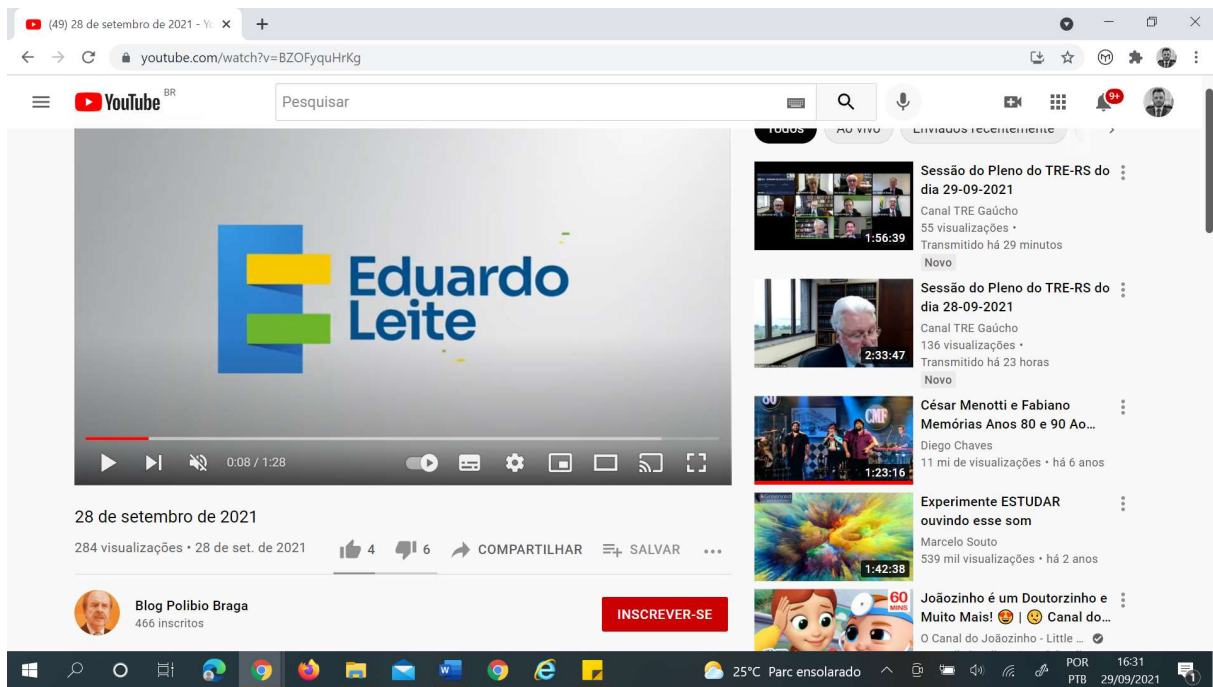 (49) 28 de setembro de 2021 - Yo
youtube.com/watch?v=BZOFyquHrKg
YouTube BR
Pesquisar
9+
Todos
Ao vivo
Enviados recentemente
Eduardo
Leite
0:08 / 1:28
28 de setembro de 2021
284 visualizações • 28 de set. de 2021
4
6
COMPARTILHAR
SALVAR
Blog Polibio Braga
466 inscritos
INSCREVER-SE
1:56:39
Sessão do Pleno do TRE-RS do
dia 29-09-2021
Canal TRE Gaúcho
55 visualizações •
Transmitido há 29 minutos
Novo
2:33:47
Sessão do Pleno do TRE-RS do
dia 28-09-2021
Canal TRE Gaúcho
136 visualizações •
Transmitido há 23 horas
Novo
80
CMF
1:23:16
César Menotti e Fabiano
Memórias Anos 80 e 90 Ao...
Diego Chaves
11 mi de visualizações • há 6 anos
1:42:38
Experimente ESTUDAR
ouvindo esse som
Marcelo Souto
539 mil visualizações • há 2 anos
60
MINS
Joãozinho é um Doutorzinho e
Muito Mais! 🤩 | 🤢 Canal do...
O Canal do Joãozinho - Little ...
25°C Parc ensolarado
POR
PTB
16:31
29/09/2021
1